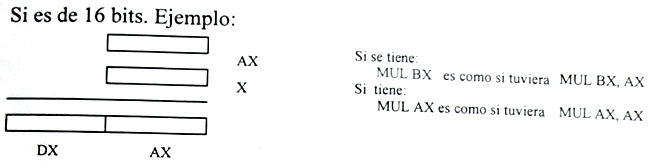 Si es de 16 bits. Ejemplo:
AX
X
DX AX
Si se tiene:
MUL BX es como si tuviera MUL BX, AX
Si tiene:
MUL AX es como si tuviera MUL AX, AX